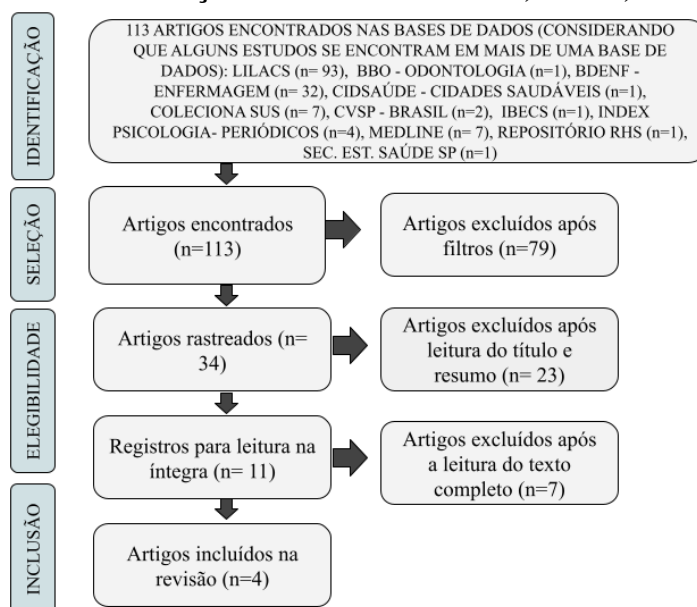 IDENTIFICAÇÃO
113 ARTIGOS ENCONTRADOS NAS BASES DE DADOS (CONSIDERANDO
QUE ALGUNS ESTUDOS SE ENCONTRAM EM MAIS DE UMA BASE DE
DADOS): LILACS (n= 93), BBO - ODONTOLOGIA (n=1), BDENF -
ENFERMAGEM (n= 32), CIDSAÚDE - CIDADES SAUDÁVEIS (n=1),
COLECIONA SUS (n= 7), CVSP - BRASIL (n=2), IBECS (n=1), INDEX
PSICOLOGIA- PERIÓDICOS (n=4), MEDLINE (n= 7), REPOSITÓRIO RHS (n=1),
SEC. EST. SAÚDE SP (n=1)
SELEÇÃO
Artigos encontrados
(n=113)
Artigos excluídos após
filtros (n=79)
ELEGIBILIDADE
Artigos rastreados (n=
34)
Artigos excluídos após
leitura do título e
resumo (n= 23)
Registros para leitura na
íntegra (n= 11)
Artigos excluídos após
a leitura do texto
completo (n=7)
INCLUSÃO
Artigos incluídos na
revisão (n=4)